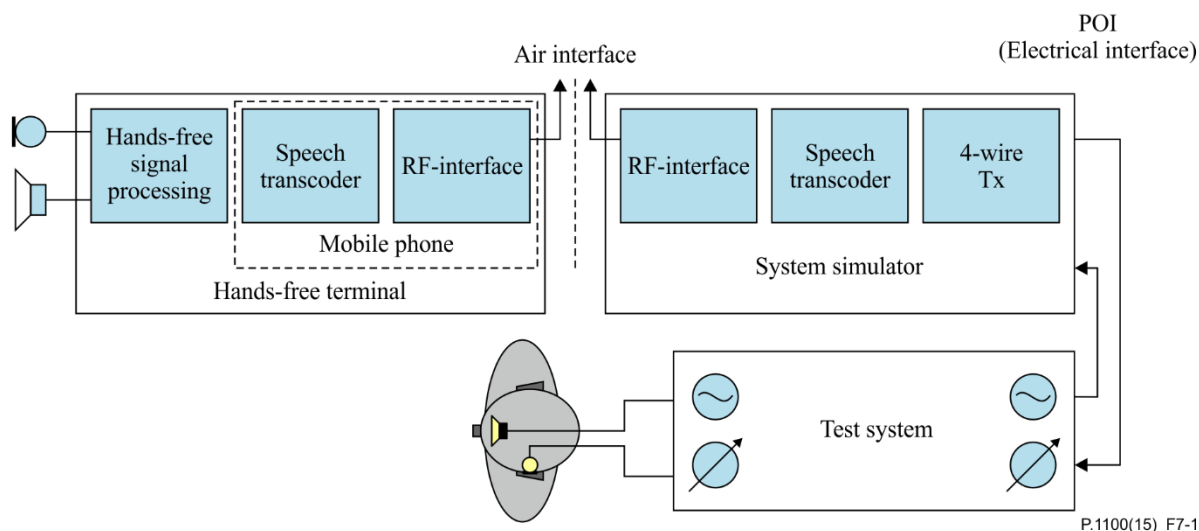 POI
(Electrical interface)
Air interface
Hands-free
signal
processing
Speech
transcoder
RF-interface
Mobile phone
Hands-free terminal
RF-interface
Speech
transcoder
4-wire
Tx
System simulator
Test system
P.1100(15)_F7-1